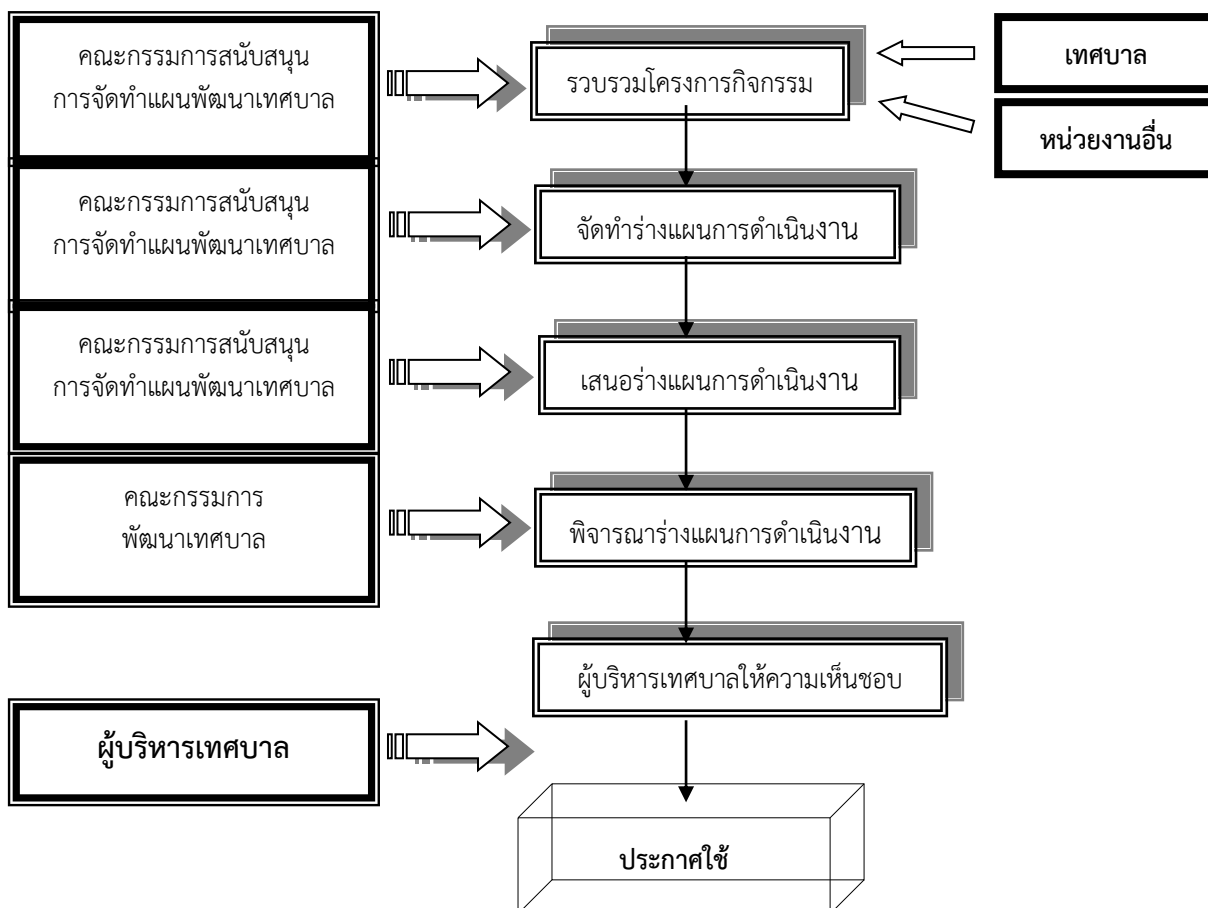 คณะกรรมการสนับสนุน
การจัดทำแผนพัฒนาเทศบาล
รวบรวมโครงการกิจกรรม
เทศบาล
หน่วยงานอื่น
คณะกรรมการสนับสนุน
การจัดทำแผนพัฒนาเทศบาล
จัดทำร่างแผนการดำเนินงาน
คณะกรรมการสนับสนุน
การจัดทำแผนพัฒนาเทศบาล
เสนอร่างแผนการดำเนินงาน
คณะกรรมการ
พัฒนาเทศบาล
พิจารณาร่างแผนการดำเนินงาน
ผู้บริหารเทศบาลให้ความเห็นชอบ
ผู้บริหารเทศบาล
ประกาศใช้